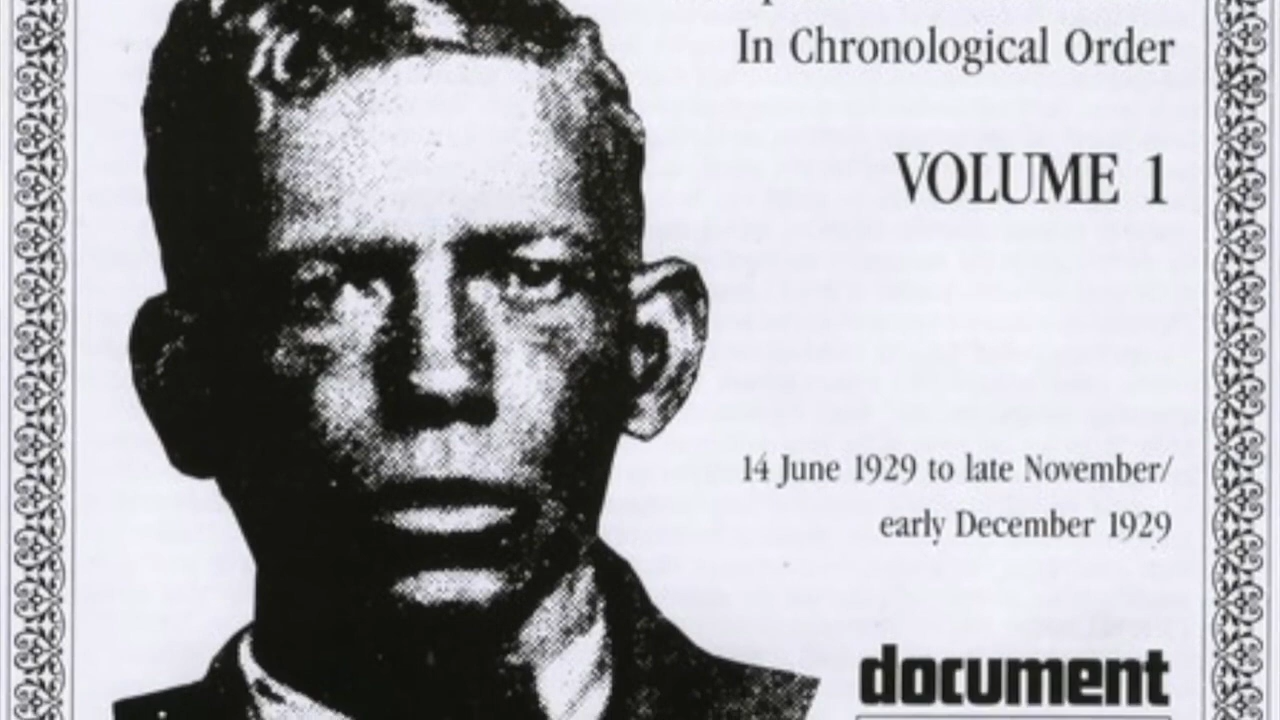 In Chronological Order
VOLUME 1
14 June 1929 to late November/
early December 1929
document